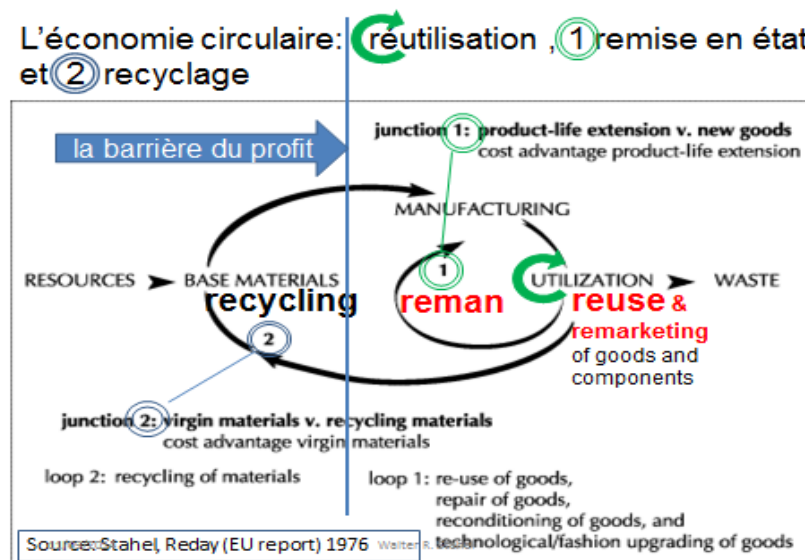 L'économie circulaire: réutilisation , 1 remise en état
et 2 recyclage
la barrière du profit
junction 1: product-life extension v. new goods
cost advantage product-life extension
MANUFACTURING
1
RESOURCES BASE MATERIALS UTILIZATION WASTE
recycling reman reuse &
remarketing
of goods and
components
2
junction 2: virgin materials v. recycling materials
cost advantage virgin materials
loop 2: recycling of materials
loop 1: re-use of goods,
repair of goods,
reconditioning of goods, and
technological/fashion upgrading of goods
Source: Stahel, Reday (EU report) 1976 Walter R.